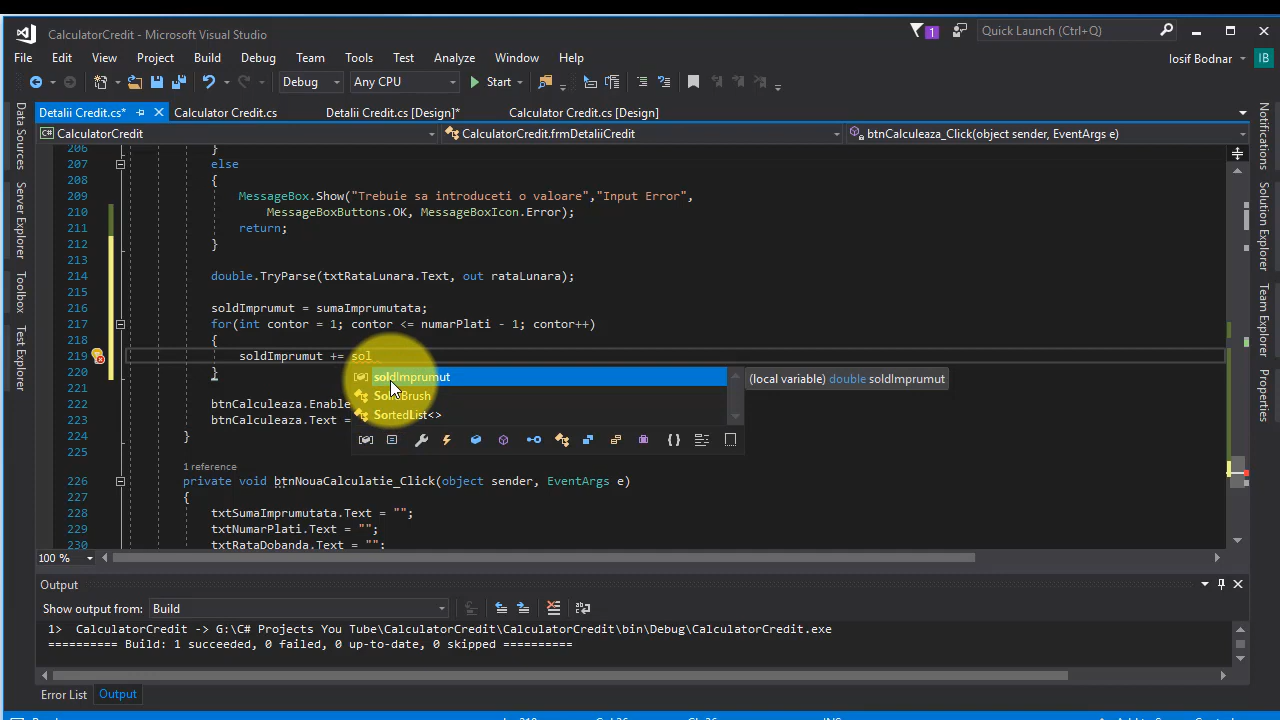 CalculatorCredit - Microsoft Visual Studio
1
Quick Launch (Ctrl+Q)
File Edit View Project Build Debug Team Tools Test Analyze Window Help
Iosif Bodnar
IB
Debug Any CPU Start
Detalii Credit.cs* Calculator Credit.cs Detalii Credit.cs [Design]* Calculator Credit.cs [Design]
CalculatorCredit CalculatorCredit.frmDetaliiCredit btnCalculeaza_Click(object sender, EventArgs e)
Data Sources
Server Explorer
Toolbox
Test Explorer
Notifications
Solution Explorer
Team Explorer
Properties
206 }
207 else
208 {
209 MessageBox.Show("Trebuie sa introduceti o valoare","Input Error",
210 MessageBoxButtons.OK, MessageBoxIcon.Error);
211 return;
212 }
213
214 double.TryParse(txtRataLunara.Text, out rataLunara);
215
216 soldImprumut = sumaImprumutata;
217 for(int contor = 1; contor <= numarPlati - 1; contor++)
218 {
219 soldImprumut += sol
220 }
soldImprumut
SortedList<>
(local variable) double soldImprumut
222 btnCalculeaza.Enable
223 btnCalculeaza.Text =
224 }
225
1 reference
226 private void btnNouaCalculatie_Click(object sender, EventArgs e)
227 {
228 txtSumaImprumutata.Text = "";
229 txtNumarPlati.Text = "";
230 txtRataDobanda.Text = "";
100 %
Output
Show output from: Build
1> CalculatorCredit -> G:\C# Projects You Tube\CalculatorCredit\CalculatorCredit\bin\Debug\CalculatorCredit.exe
========== Build: 1 succeeded, 0 failed, 0 up-to-date, 0 skipped ==========
Error List Output